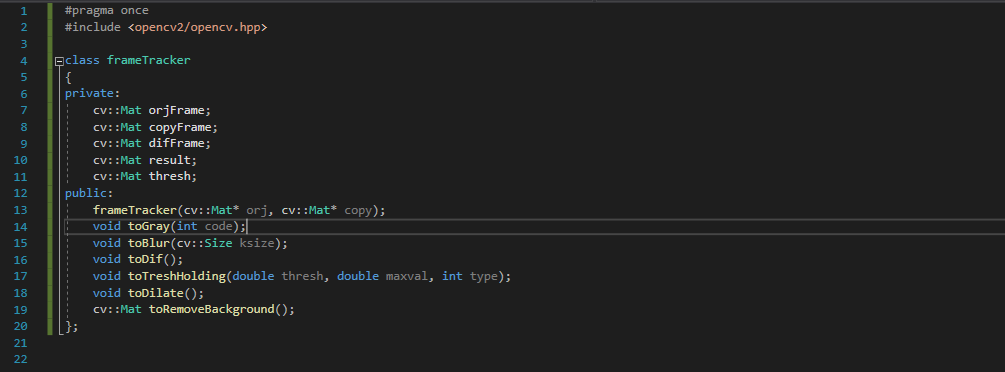 1 #pragma once
2 #include <opencv2/opencv.hpp>
3
4 class frameTracker
5 {
6 private:
7 cv::Mat orjFrame;
8 cv::Mat copyFrame;
9 cv::Mat difFrame;
10 cv::Mat result;
11 cv::Mat thresh;
12 public:
13 frameTracker(cv::Mat* orj, cv::Mat* copy);
14 void toGray(int code);
15 void toBlur(cv::Size ksize);
16 void toDif();
17 void toTreshHolding(double thresh, double maxval, int type);
18 void toDilate();
19 cv::Mat toRemoveBackground();
20 };
21
22